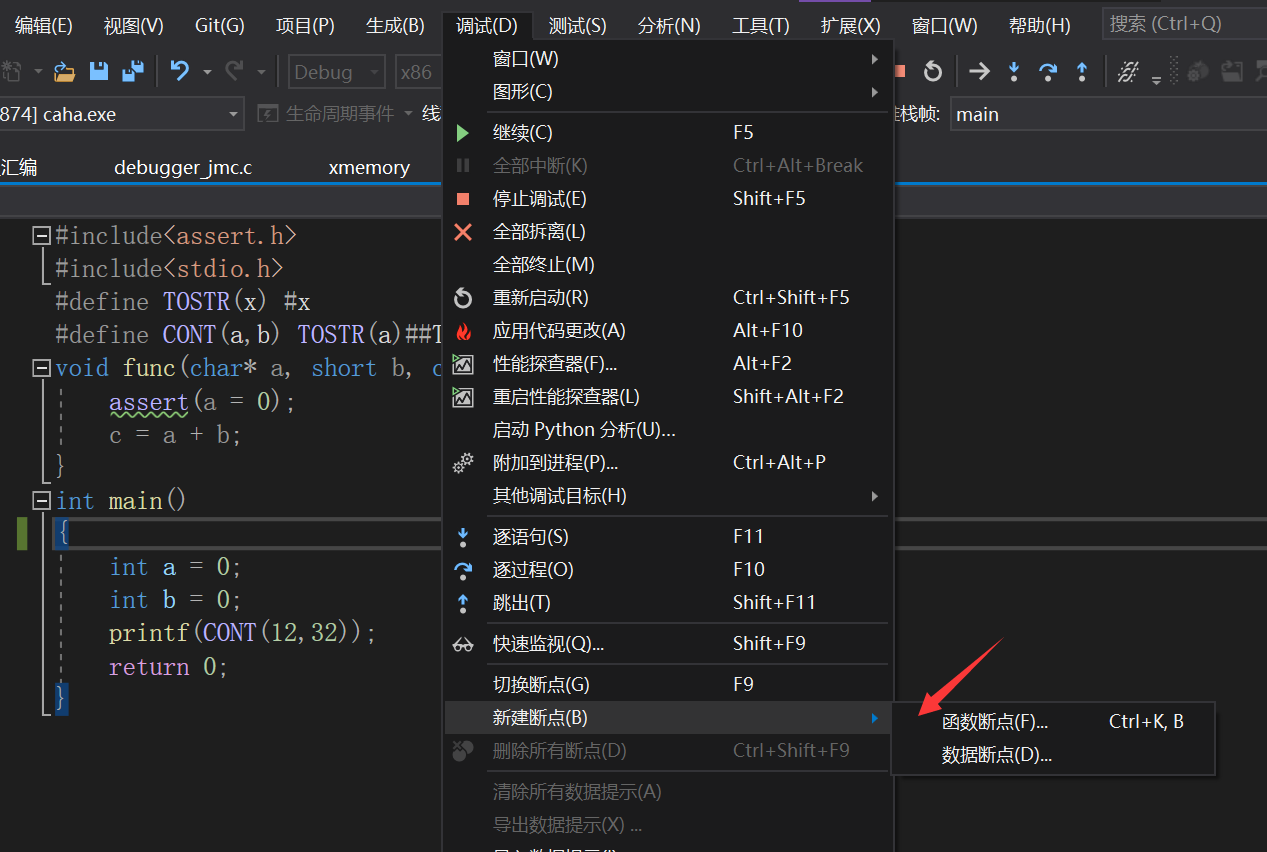 编辑(E) 视图(V) Git(G) 项目(P) 生成(B) 调试(D) 测试(S) 分析(N) 工具(T) 扩展(X) 窗口(W) 帮助(H) 搜索 (Ctrl+Q)
Debug x86
874] caha.exe 生命周期事件 线 栈帧: main
汇编 debugger_jmc.c xmemory
#include<assert.h>
#include<stdio.h>
#define TOSTR(x) #x
#define CONT(a,b) TOSTR(a)##T
void func(char* a, short b, c
assert(a = 0);
c = a + b;
}
int main()
{
int a = 0;
int b = 0;
printf(CONT(12,32));
return 0;
}
窗口(W)
图形(C)
继续(C) F5
全部中断(K) Ctrl+Alt+Break
停止调试(E) Shift+F5
全部拆离(L)
全部终止(M)
重新启动(R) Ctrl+Shift+F5
应用代码更改(A) Alt+F10
性能探查器(F)... Alt+F2
重启性能探查器(L) Shift+Alt+F2
启动 Python 分析(U)...
附加到进程(P)... Ctrl+Alt+P
其他调试目标(H)
逐语句(S) F11
逐过程(O) F10
跳出(T) Shift+F11
快速监视(Q)... Shift+F9
切换断点(G) F9
新建断点(B)
删除所有断点(D) Ctrl+Shift+F9
清除所有数据提示(A)
导出数据提示(X) ...
函数断点(F)... Ctrl+K, B
数据断点(D)...